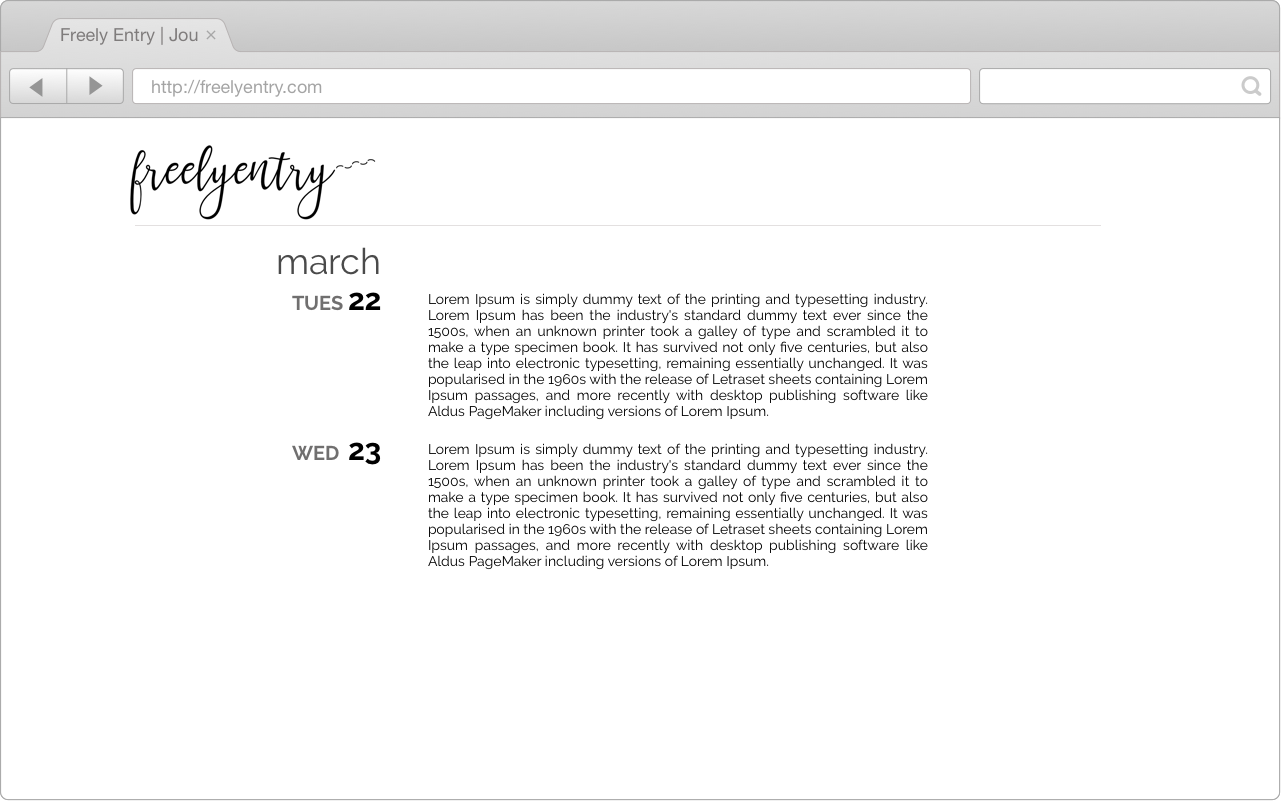 Freely Entry | Jou
http://freelyentry.com
freelyentry
march
TUES 22
Lorem Ipsum is simply dummy text of the printing and typesetting industry.
Lorem Ipsum has been the industry's standard dummy text ever since the
1500s, when an unknown printer took a galley of type and scrambled it to
make a type specimen book. It has survived not only five centuries, but also
the leap into electronic typesetting, remaining essentially unchanged. It was
popularised in the 1960s with the release of Letraset sheets containing Lorem
Ipsum passages, and more recently with desktop publishing software like
Aldus PageMaker including versions of Lorem Ipsum.
WED 23
Lorem Ipsum is simply dummy text of the printing and typesetting industry.
Lorem Ipsum has been the industry's standard dummy text ever since the
1500s, when an unknown printer took a galley of type and scrambled it to
make a type specimen book. It has survived not only five centuries, but also
the leap into electronic typesetting, remaining essentially unchanged. It was
popularised in the 1960s with the release of Letraset sheets containing Lorem
Ipsum passages, and more recently with desktop publishing software like
Aldus PageMaker including versions of Lorem Ipsum.